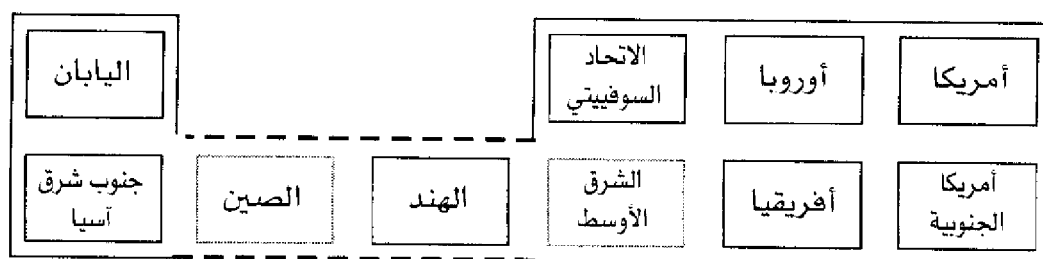 أمريكا
أوروبا
الاتحاد
السوفييتي
اليابان
أمريكا
الجنوبية
أفريقيا
الشرق
الأوسط
الهند
الصين
جنوب شرق
آسيا